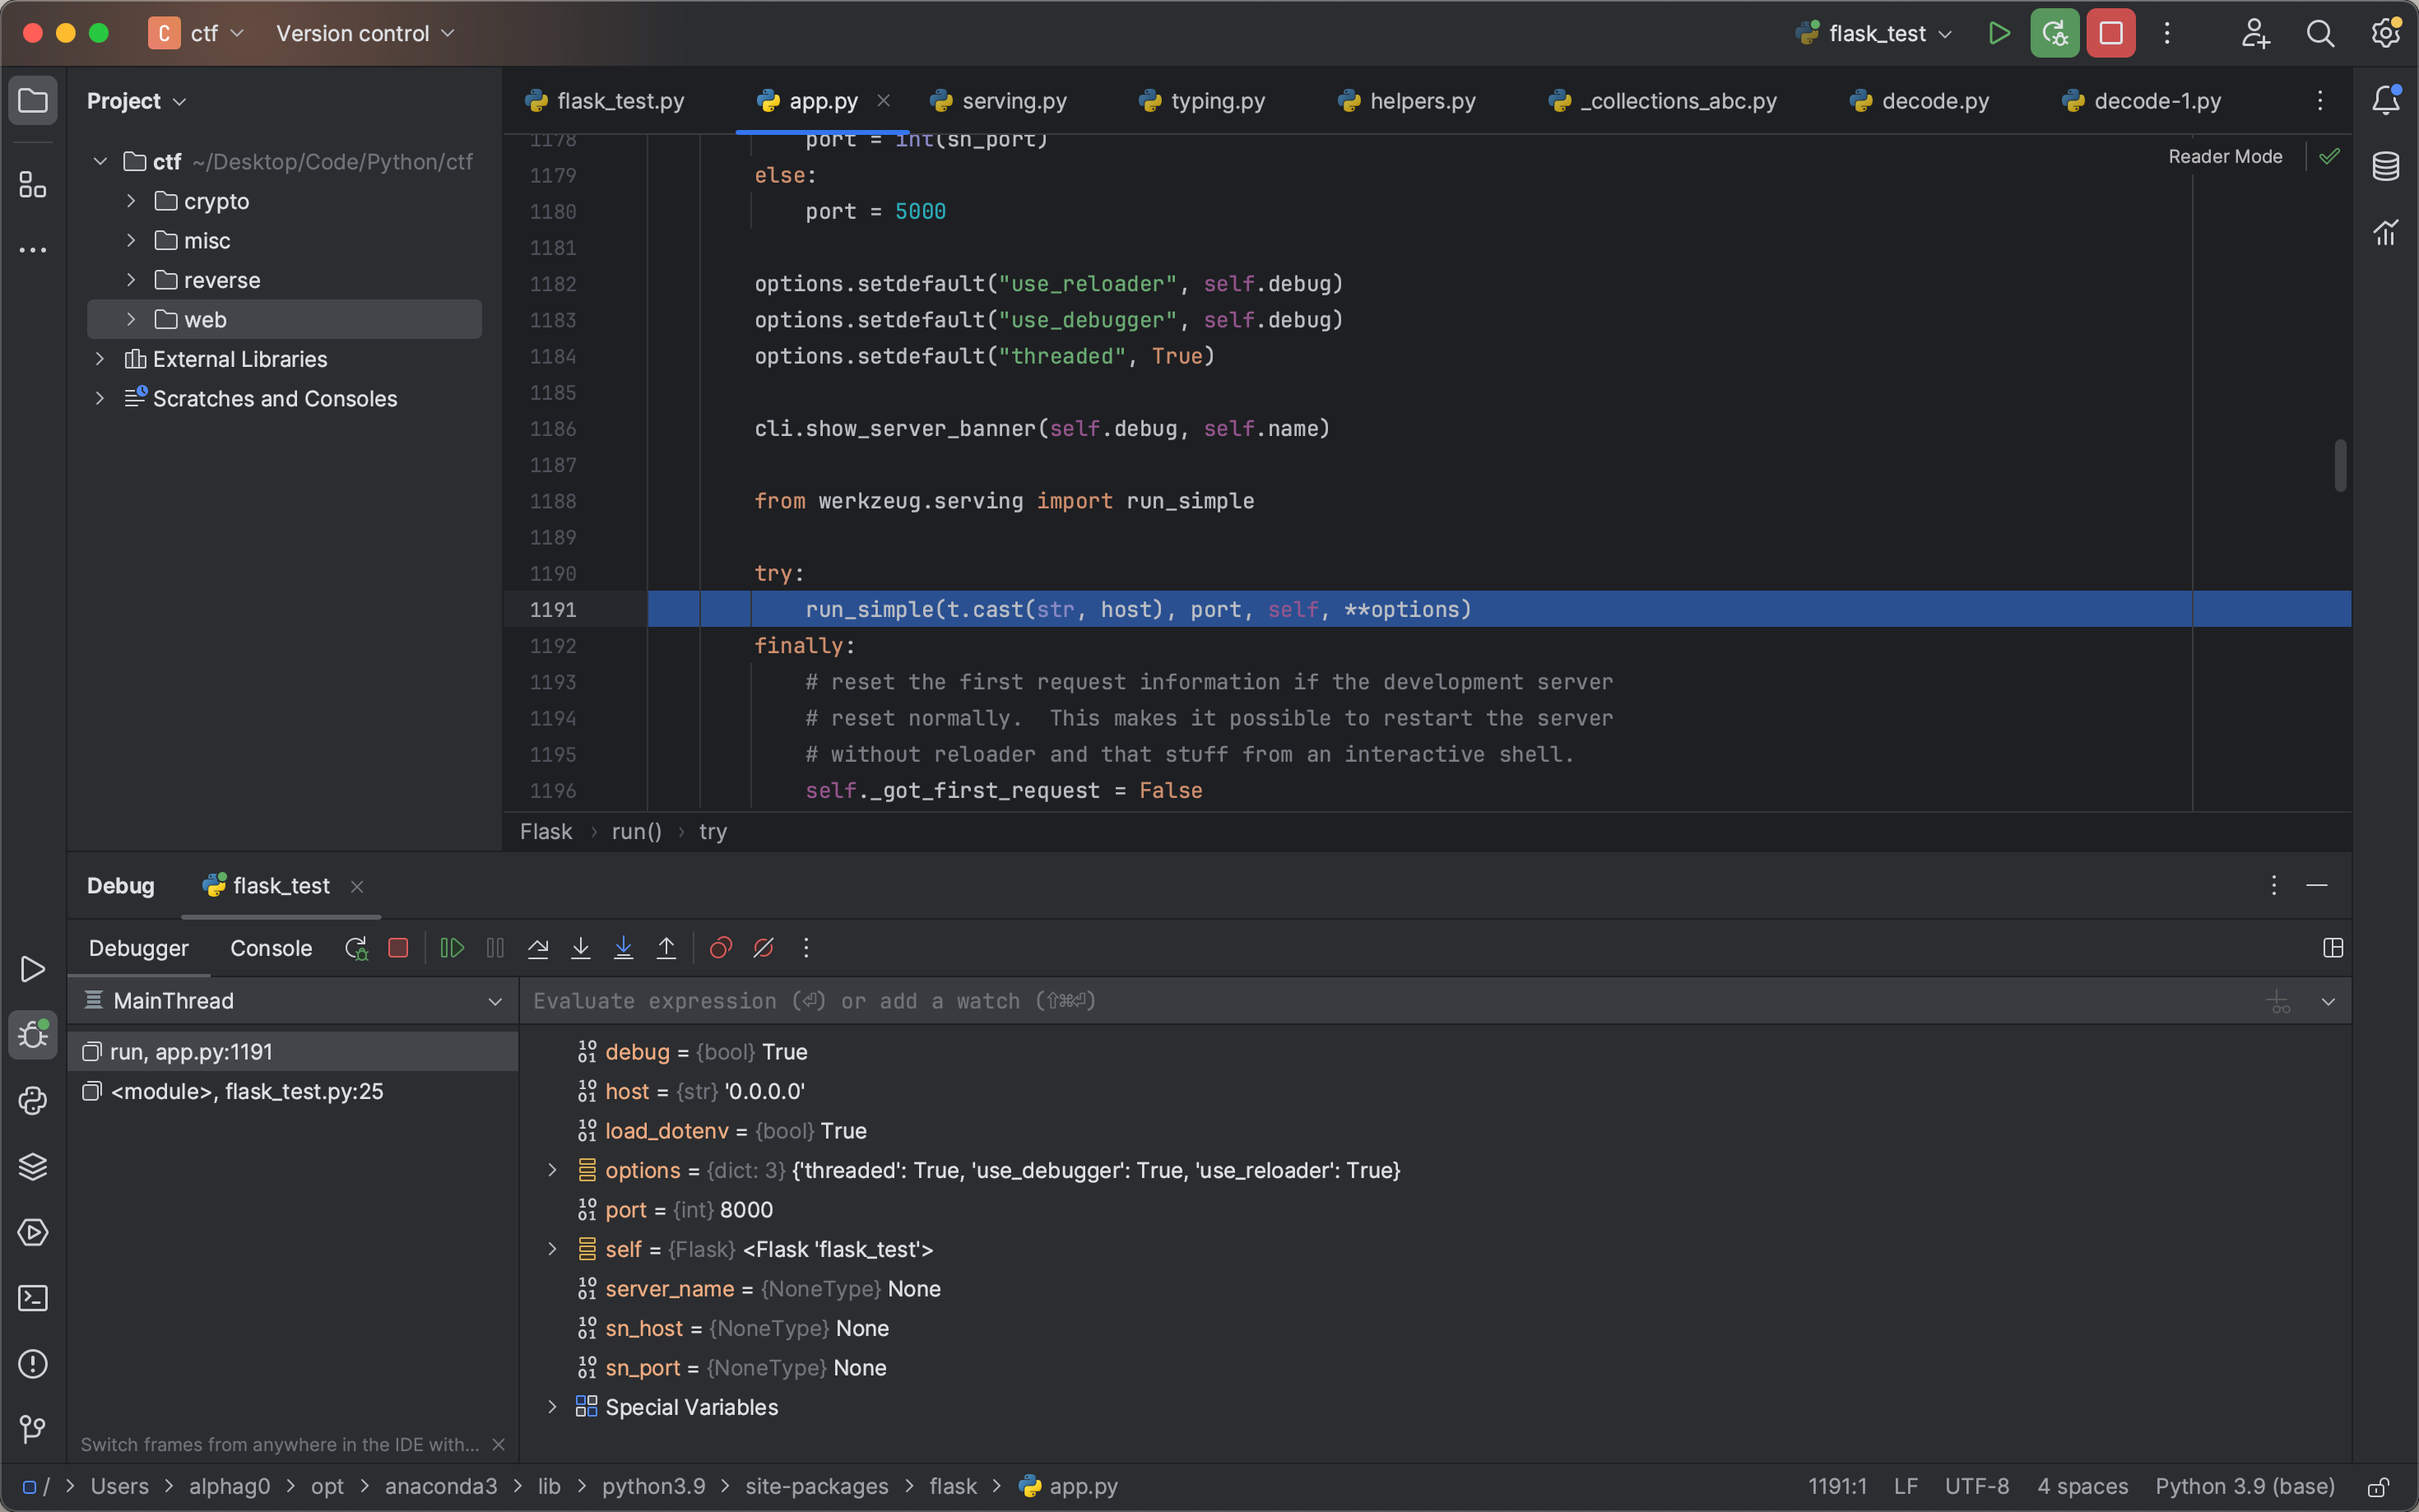 C ctf Version control flask_test
Project
ctf ~/Desktop/Code/Python/ctf
crypto
misc
reverse
web
External Libraries
Scratches and Consoles
flask_test.py app.py serving.py typing.py helpers.py _collections_abc.py decode.py decode-1.py
Reader Mode
1178 port = int(sn_port)
1179 else:
1180 port = 5000
1181
1182 options.setdefault("use_reloader", self.debug)
1183 options.setdefault("use_debugger", self.debug)
1184 options.setdefault("threaded", True)
1185
1186 cli.show_server_banner(self.debug, self.name)
1187
1188 from werkzeug.serving import run_simple
1189
1190 try:
1191 run_simple(t.cast(str, host), port, self, **options)
1192 finally:
1193 # reset the first request information if the development server
1194 # reset normally.  This makes it possible to restart the server
1195 # without reloader and that stuff from an interactive shell.
1196 self._got_first_request = False
Flask › run() › try
Debug flask_test
Debugger Console
MainThread
run, app.py:1191
<module>, flask_test.py:25
Switch frames from anywhere in the IDE with...
Evaluate expression (⏎) or add a watch (⇧⌘⏎)
debug = {bool} True
host = {str} '0.0.0.0'
load_dotenv = {bool} True
options = {dict: 3} {'threaded': True, 'use_debugger': True, 'use_reloader': True}
port = {int} 8000
self = {Flask} <Flask 'flask_test'>
server_name = {NoneType} None
sn_host = {NoneType} None
sn_port = {NoneType} None
Special Variables
/ > Users > alphag0 > opt > anaconda3 > lib > python3.9 > site-packages > flask > app.py
1191:1 LF UTF-8 4 spaces Python 3.9 (base)